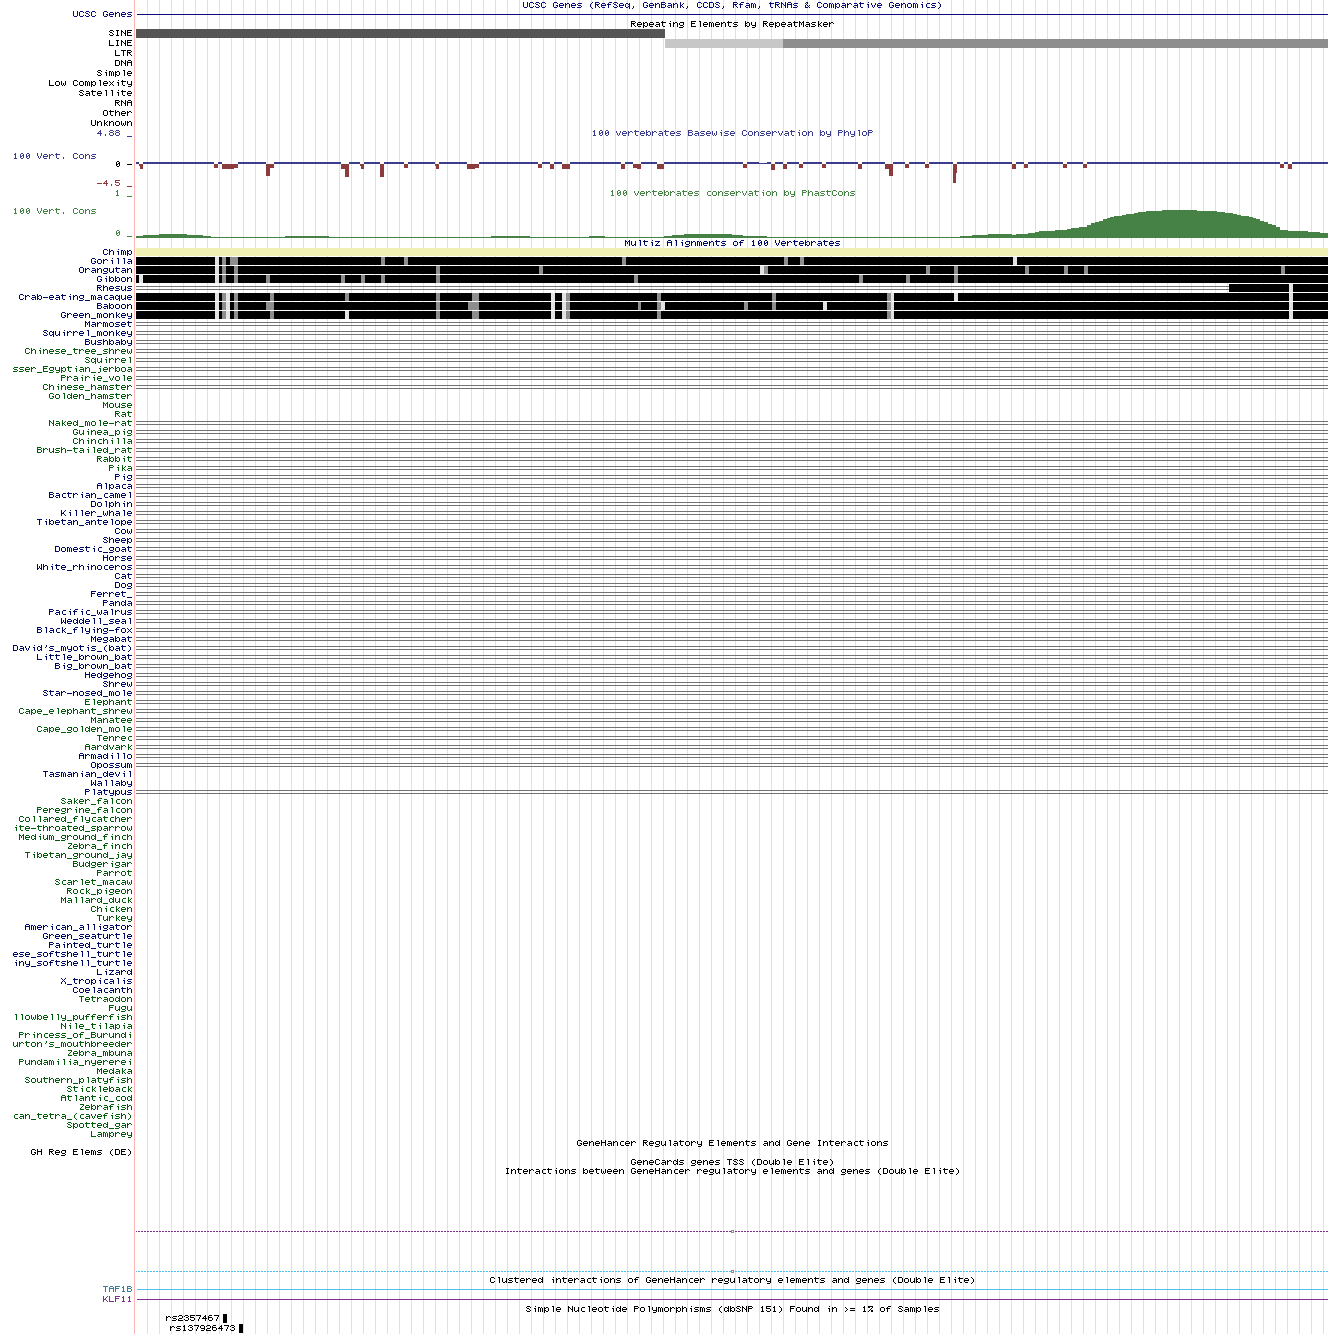 UCSC Genes (RefSeq, GenBank, CCDS, Rfam, tRNAs & Comparative Genomics)
UCSC Genes
Repeating Elements by RepeatMasker
SINE
LINE
LTR
DNA
Simple
Low Complexity
Satellite
RNA
Other
Unknown
4.88 _
100 vertebrates Basewise Conservation by PhyloP
100 Vert. Cons
0 _
-4.5 _
100 vertebrates conservation by PhastCons
1 _
100 Vert. Cons
0 _
Multiz Alignments of 100 Vertebrates
Chimp
Gorilla
Orangutan
Gibbon
Rhesus
Crab-eating_macaque
Baboon
Green_monkey
Marmoset
Squirrel_monkey
Bushbaby
Chinese_tree_shrew
Squirrel
sser_Egyptian_jerboa
Prairie_vole
Chinese_hamster
Golden_hamster
Mouse
Rat
Naked_mole-rat
Guinea_pig
Chinchilla
Brush-tailed_rat
Rabbit
Pika
Pig
Alpaca
Bactrian_camel
Dolphin
Killer_whale
Tibetan_antelope
Cow
Sheep
Domestic_goat
Horse
White_rhinoceros
Cat
Dog
Ferret_
Panda
Pacific_walrus
Weddell_seal
Black_flying-fox
Megabat
David's_myotis_(bat)
Little_brown_bat
Big_brown_bat
Hedgehog
Shrew
Star-nosed_mole
Elephant
Cape_elephant_shrew
Manatee
Cape_golden_mole
Tenrec
Aardvark
Armadillo
Opossum
Tasmanian_devil
Wallaby
Platypus
Saker_falcon
Peregrine_falcon
Collared_flycatcher
ite-throated_sparrow
Medium_ground_finch
Zebra_finch
Tibetan_ground_jay
Budgerigar
Parrot
Scarlet_macaw
Rock_pigeon
Mallard_duck
Chicken
Turkey
American_alligator
Green_seaturtle
Painted_turtle
ese_softshell_turtle
iny_softshell_turtle
Lizard
X_tropicalis
Coelacanth
Tetraodon
Fugu
llowbelly_pufferfish
Nile_tilapia
Princess_of_Burundi
urton's_mouthbreeder
Zebra_mbuna
Pundamilia_nyererei
Medaka
Southern_platyfish
Stickleback
Atlantic_cod
Zebrafish
can_tetra_(cavefish)
Spotted_gar
Lamprey
GeneHancer Regulatory Elements and Gene Interactions
GH Reg Elems (DE)
GeneCards genes TSS (Double Elite)
Interactions between GeneHancer regulatory elements and genes (Double Elite)
Clustered interactions of GeneHancer regulatory elements and genes (Double Elite)
TAF1B
KLF11
Simple Nucleotide Polymorphisms (dbSNP 151) Found in >= 1% of Samples
rs2357467
rs137926473